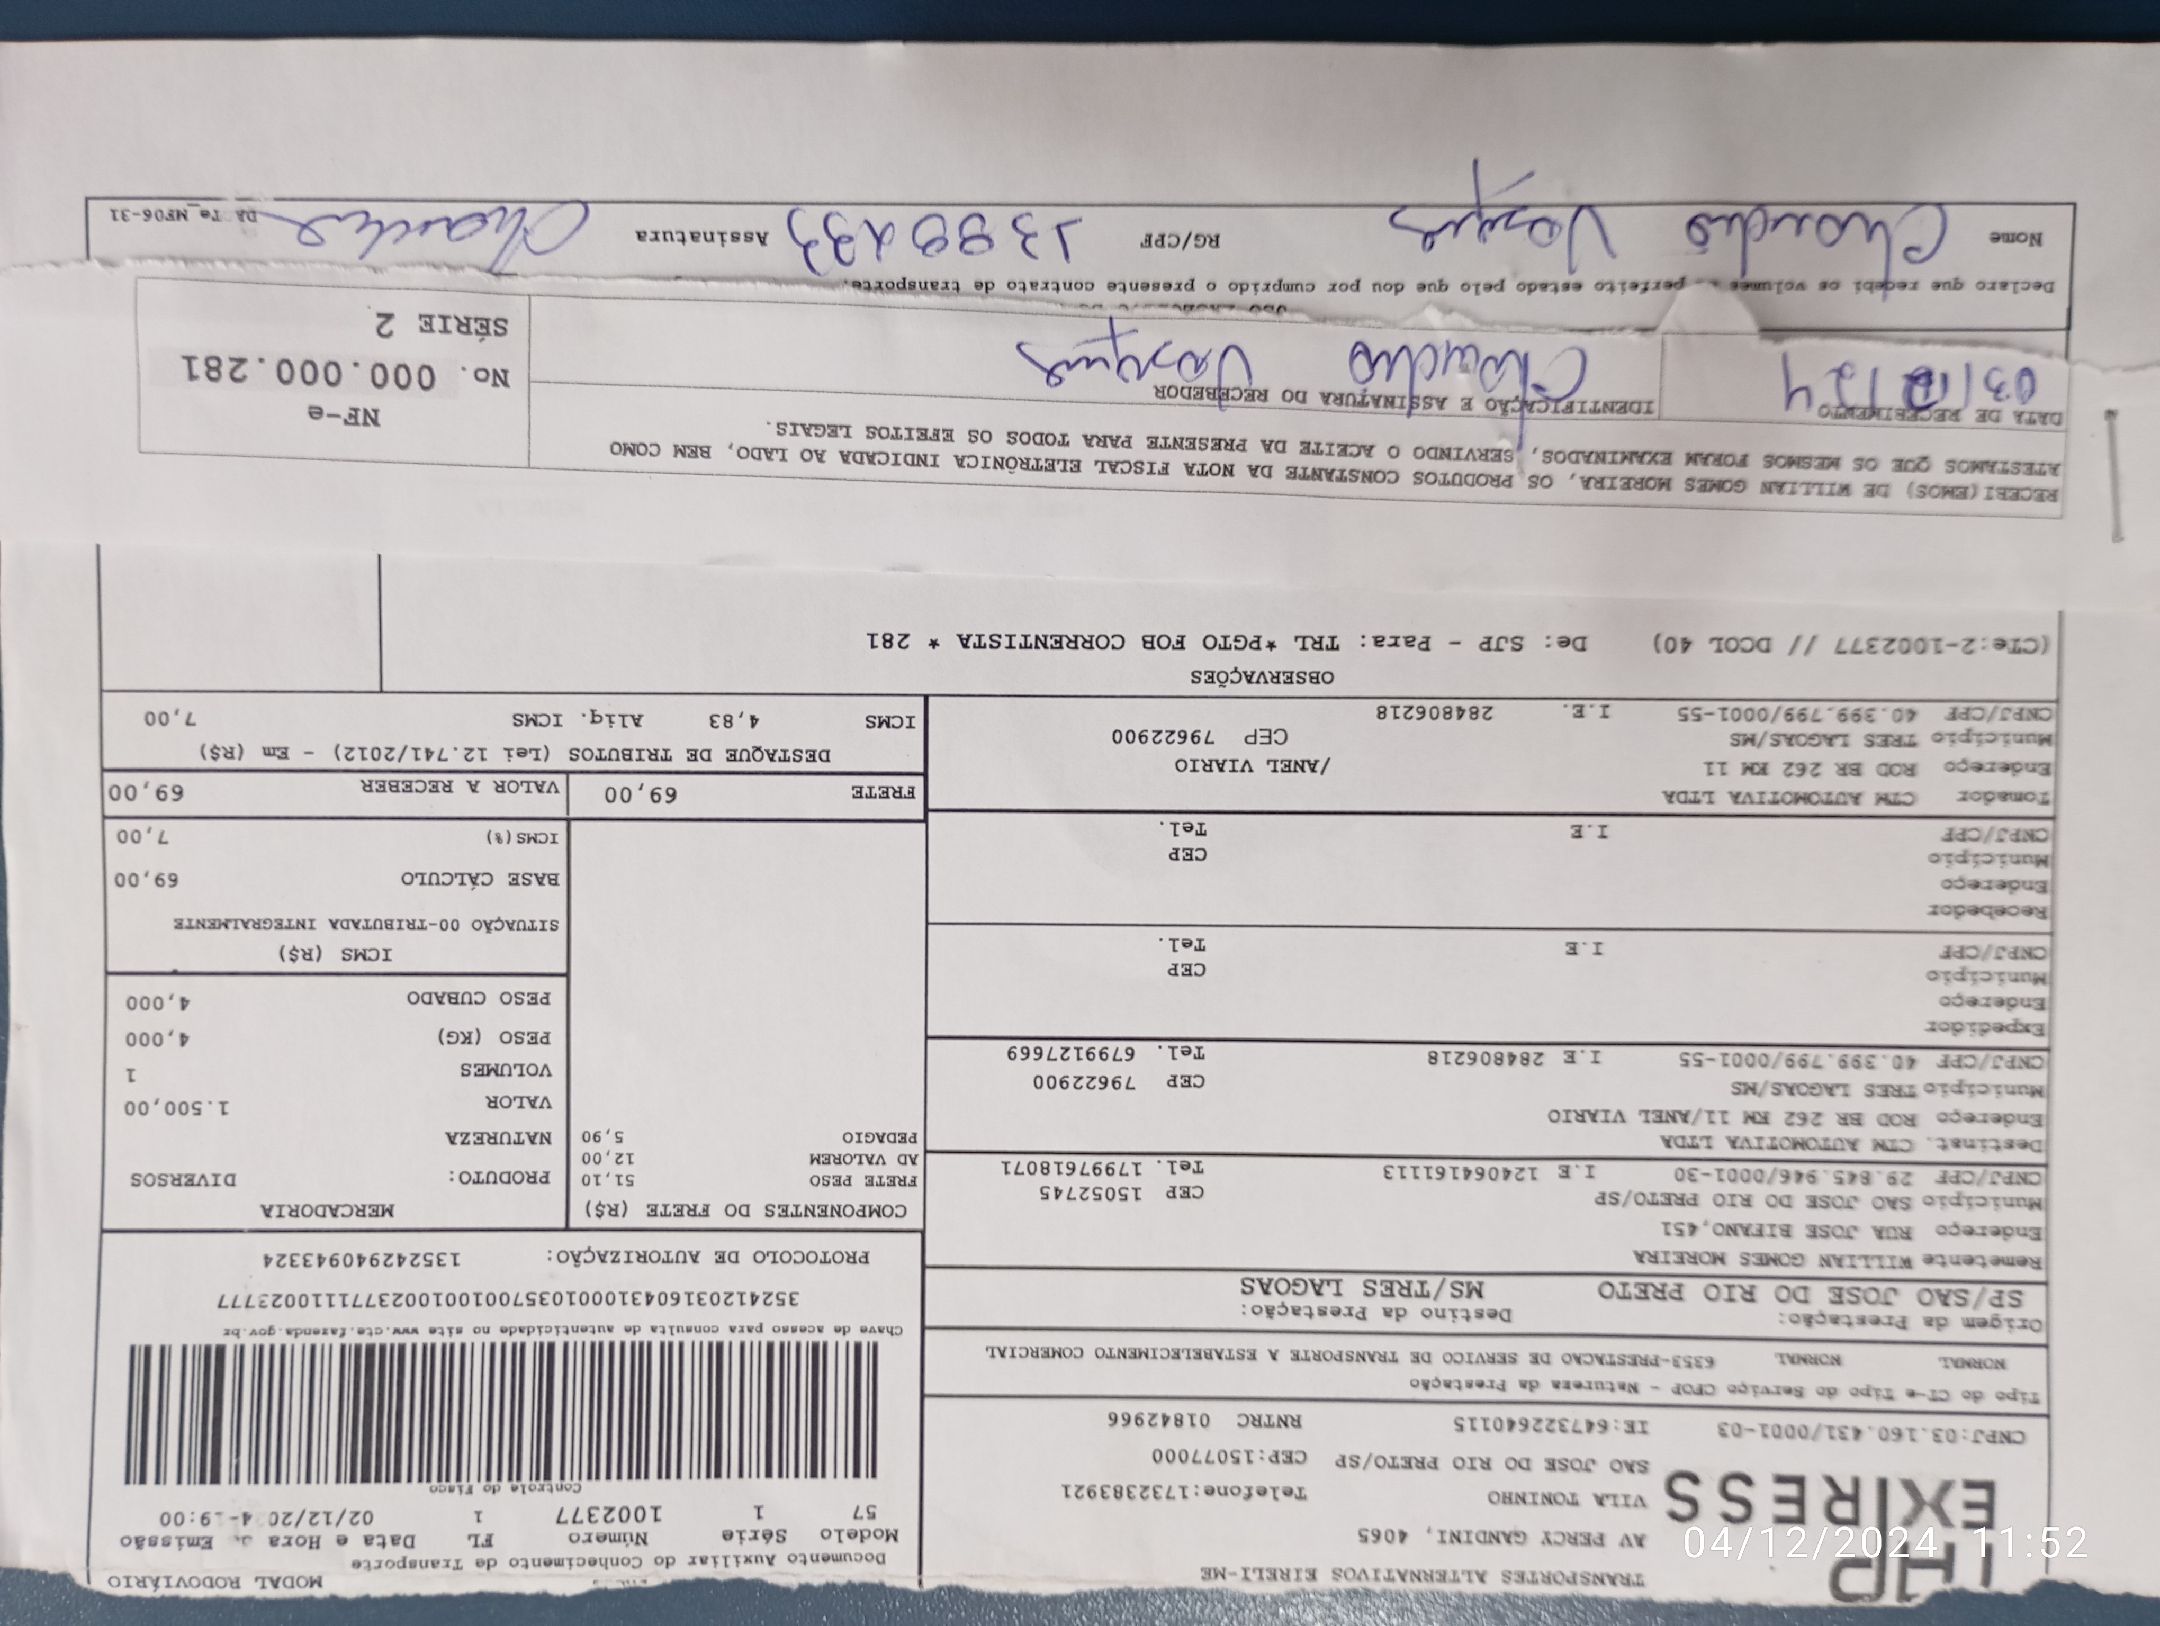 TRANSPORTES ALTERNATIVOS EIRELI-ME
EXPRESS
AV PERCY GANDINI, 4065
VILA TONINHO Telefone:1732383921
SAO JOSE DO RIO PRETO/SP CEP:15077000
CNPJ:03.160.431/0001-03 IE:647322640115 RNTRC 01842966
MODAL RODOVIÁRIO
Documento Auxiliar do Conhecimento de Transporte
Modelo Série Número FL Data e Hora Emissão
57 1 1002377 1 02/12/2024-19:00
Controle do Fisco
Chave de acesso para consulta de autenticidade no site www.cte.fazenda.gov.br
35241203160431000103570010010023771110023777
PROTOCOLO DE AUTORIZAÇÃO: 135242940943324
Tipo do CT-e Tipo do Serviço CFOP - Natureza da Prestação
NORMAL NORMAL 6353-PRESTACAO DE SERVICO DE TRANSPORTE A ESTABELECIMENTO COMERCIAL
Origem da Prestação: Destino da Prestação:
SP/SAO JOSE DO RIO PRETO MS/TRES LAGOAS
Remetente WILLIAN GOMES MOREIRA
Endereço RUA JOSE BIFANO,451
Município SAO JOSE DO RIO PRETO/SP CEP 15052745
CNPJ/CPF 29.845.946/0001-30 I.E 124064161113 Tel. 17997618071
Destinat. CTM AUTOMOTIVA LTDA
Endereço ROD BR 262 KM 11/ANEL VIARIO
Município TRES LAGOAS/MS CEP 79622900
CNPJ/CPF 40.399.799/0001-55 I.E 284806218 Tel. 6799127669
Expedidor
Endereço
Município CEP
CNPJ/CPF I.E Tel.
Recebedor
Endereço
Município CEP
CNPJ/CPF I.E Tel.
Tomador CTM AUTOMOTIVA LTDA
Endereço ROD BR 262 KM 11 /ANEL VIARIO
Município TRES LAGOAS/MS CEP 79622900
CNPJ/CPF 40.399.799/0001-55 I.E. 284806218
COMPONENTES DO FRETE (R$)
FRETE PESO 51,10
AD VALOREM 12,00
PEDAGIO 5,90
MERCADORIA
PRODUTO: DIVERSOS
NATUREZA
VALOR 1.500,00
VOLUMES 1
PESO (KG) 4,000
PESO CUBADO 4,000
ICMS (R$)
SITUAÇÃO 00-TRIBUTADA INTEGRALMENTE
BASE CÁLCULO 69,00
ICMS(%) 7,00
FRETE 69,00 VALOR A RECEBER 69,00
DESTAQUE DE TRIBUTOS (Lei 12.741/2012) - Em (R$)
ICMS 4,83 Aliq. ICMS 7,00
OBSERVAÇÕES
(CTe:2-1002377 // DCOL 40) De: SJP - Para: TRL *PGTO FOB CORRENTISTA * 281
RECEBI(EMOS) DE WILLIAN GOMES MOREIRA, OS PRODUTOS CONSTANTE DA NOTA FISCAL ELETRÔNICA INDICADA AO LADO, BEM COMO
ATESTAMOS QUE OS MESMOS FORAM EXAMINADOS, SERVINDO O ACEITE DA PRESENTE PARA TODOS OS EFEITOS LEGAIS.
DATA DE RECEBIMENTO IDENTIFICAÇÃO E ASSINATURA DO RECEBEDOR
03/12/24
NF-e
No. 000.000.281
SÉRIE 2
Declaro que recebi os volumes perfeito estado pelo que dou por cumprido o presente contrato de transporte.
Nome RG/CPF Assinatura
DACTe_MF06-31
04/12/2024 11:52